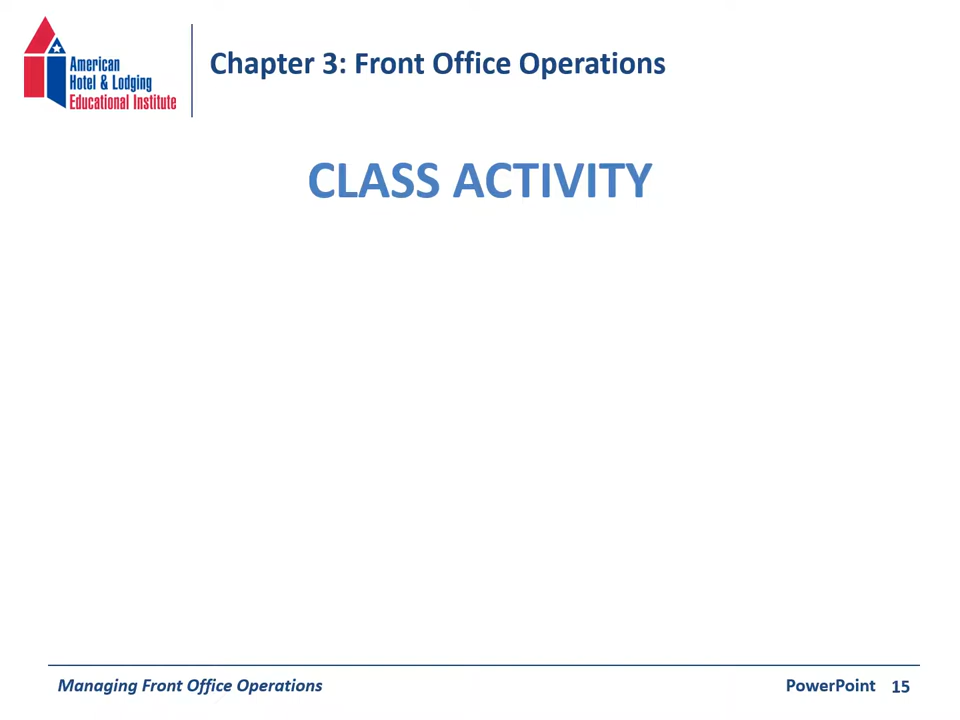 American
Hotel & Lodging
Educational Institute
Chapter 3: Front Office Operations
CLASS ACTIVITY
Managing Front Office Operations
PowerPoint 15